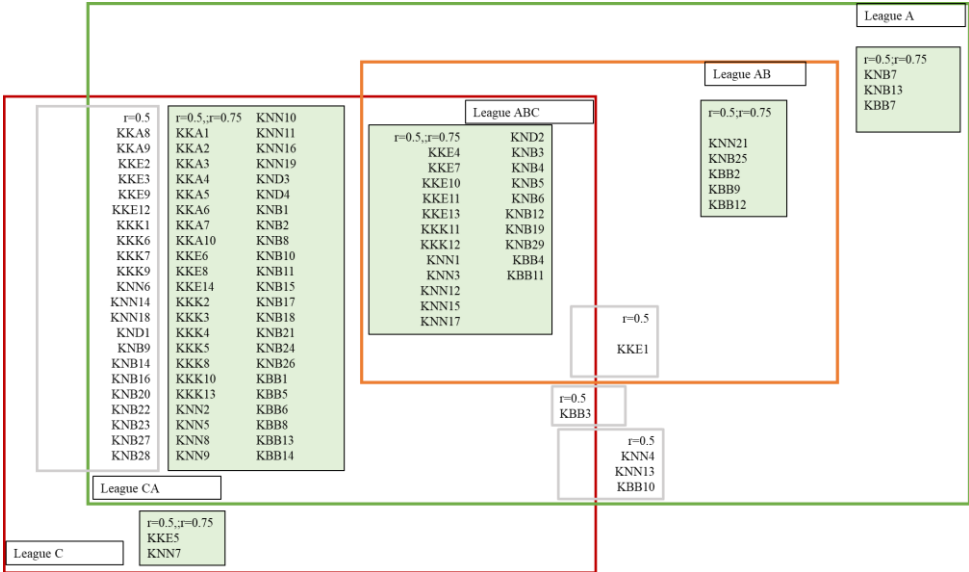 League A
r=0.5;r=0.75
KNB7
KNB13
KBB7
League AB
r=0.5;r=0.75
KNN21
KNB25
KBB2
KBB9
KBB12
League ABC
r=0.5,;r=0.75 KND2
KKE4 KNB3
KKE7 KNB4
KKE10 KNB5
KKE11 KNB6
KKE13 KNB12
KKK11 KNB19
KKK12 KNB29
KNN1 KBB4
KNN3 KBB11
KNN12
KNN15
KNN17
r=0.5
KKA8
KKA9
KKE2
KKE3
KKE9
KKE12
KKK1
KKK6
KKK7
KKK9
KNN6
KNN14
KNN18
KND1
KNB9
KNB14
KNB16
KNB20
KNB22
KNB23
KNB27
KNB28
r=0.5,;r=0.75 KNN10
KKA1 KNN11
KKA2 KNN16
KKA3 KNN19
KKA4 KND3
KKA5 KND4
KKA6 KNB1
KKA7 KNB2
KKA10 KNB8
KKE6 KNB10
KKE8 KNB11
KKE14 KNB15
KKK2 KNB17
KKK3 KNB18
KKK4 KNB21
KKK5 KNB24
KKK8 KNB26
KKK10 KBB1
KKK13 KBB5
KNN2 KBB6
KNN5 KBB8
KNN8 KBB13
KNN9 KBB14
r=0.5
KKE1
r=0.5
KBB3
r=0.5
KNN4
KNN13
KBB10
League CA
r=0.5,;r=0.75
KKE5
KNN7
League C